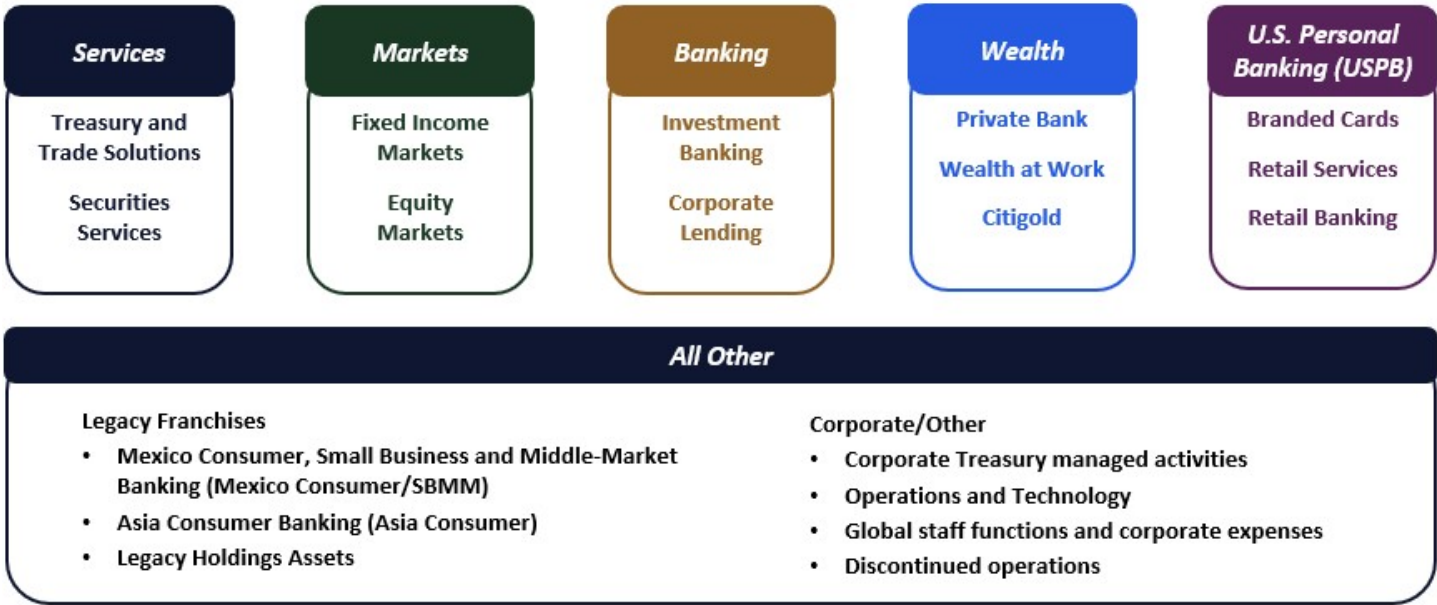 Services
Treasury and
Trade Solutions
Securities
Services
Markets
Fixed Income
Markets
Equity
Markets
Banking
Investment
Banking
Corporate
Lending
Wealth
Private Bank
Wealth at Work
Citigold
U.S. Personal
Banking (USPB)
Branded Cards
Retail Services
Retail Banking
All Other
Legacy Franchises
• Mexico Consumer, Small Business and Middle-Market
Banking (Mexico Consumer/SBMM)
• Asia Consumer Banking (Asia Consumer)
• Legacy Holdings Assets
Corporate/Other
• Corporate Treasury managed activities
• Operations and Technology
• Global staff functions and corporate expenses
• Discontinued operations